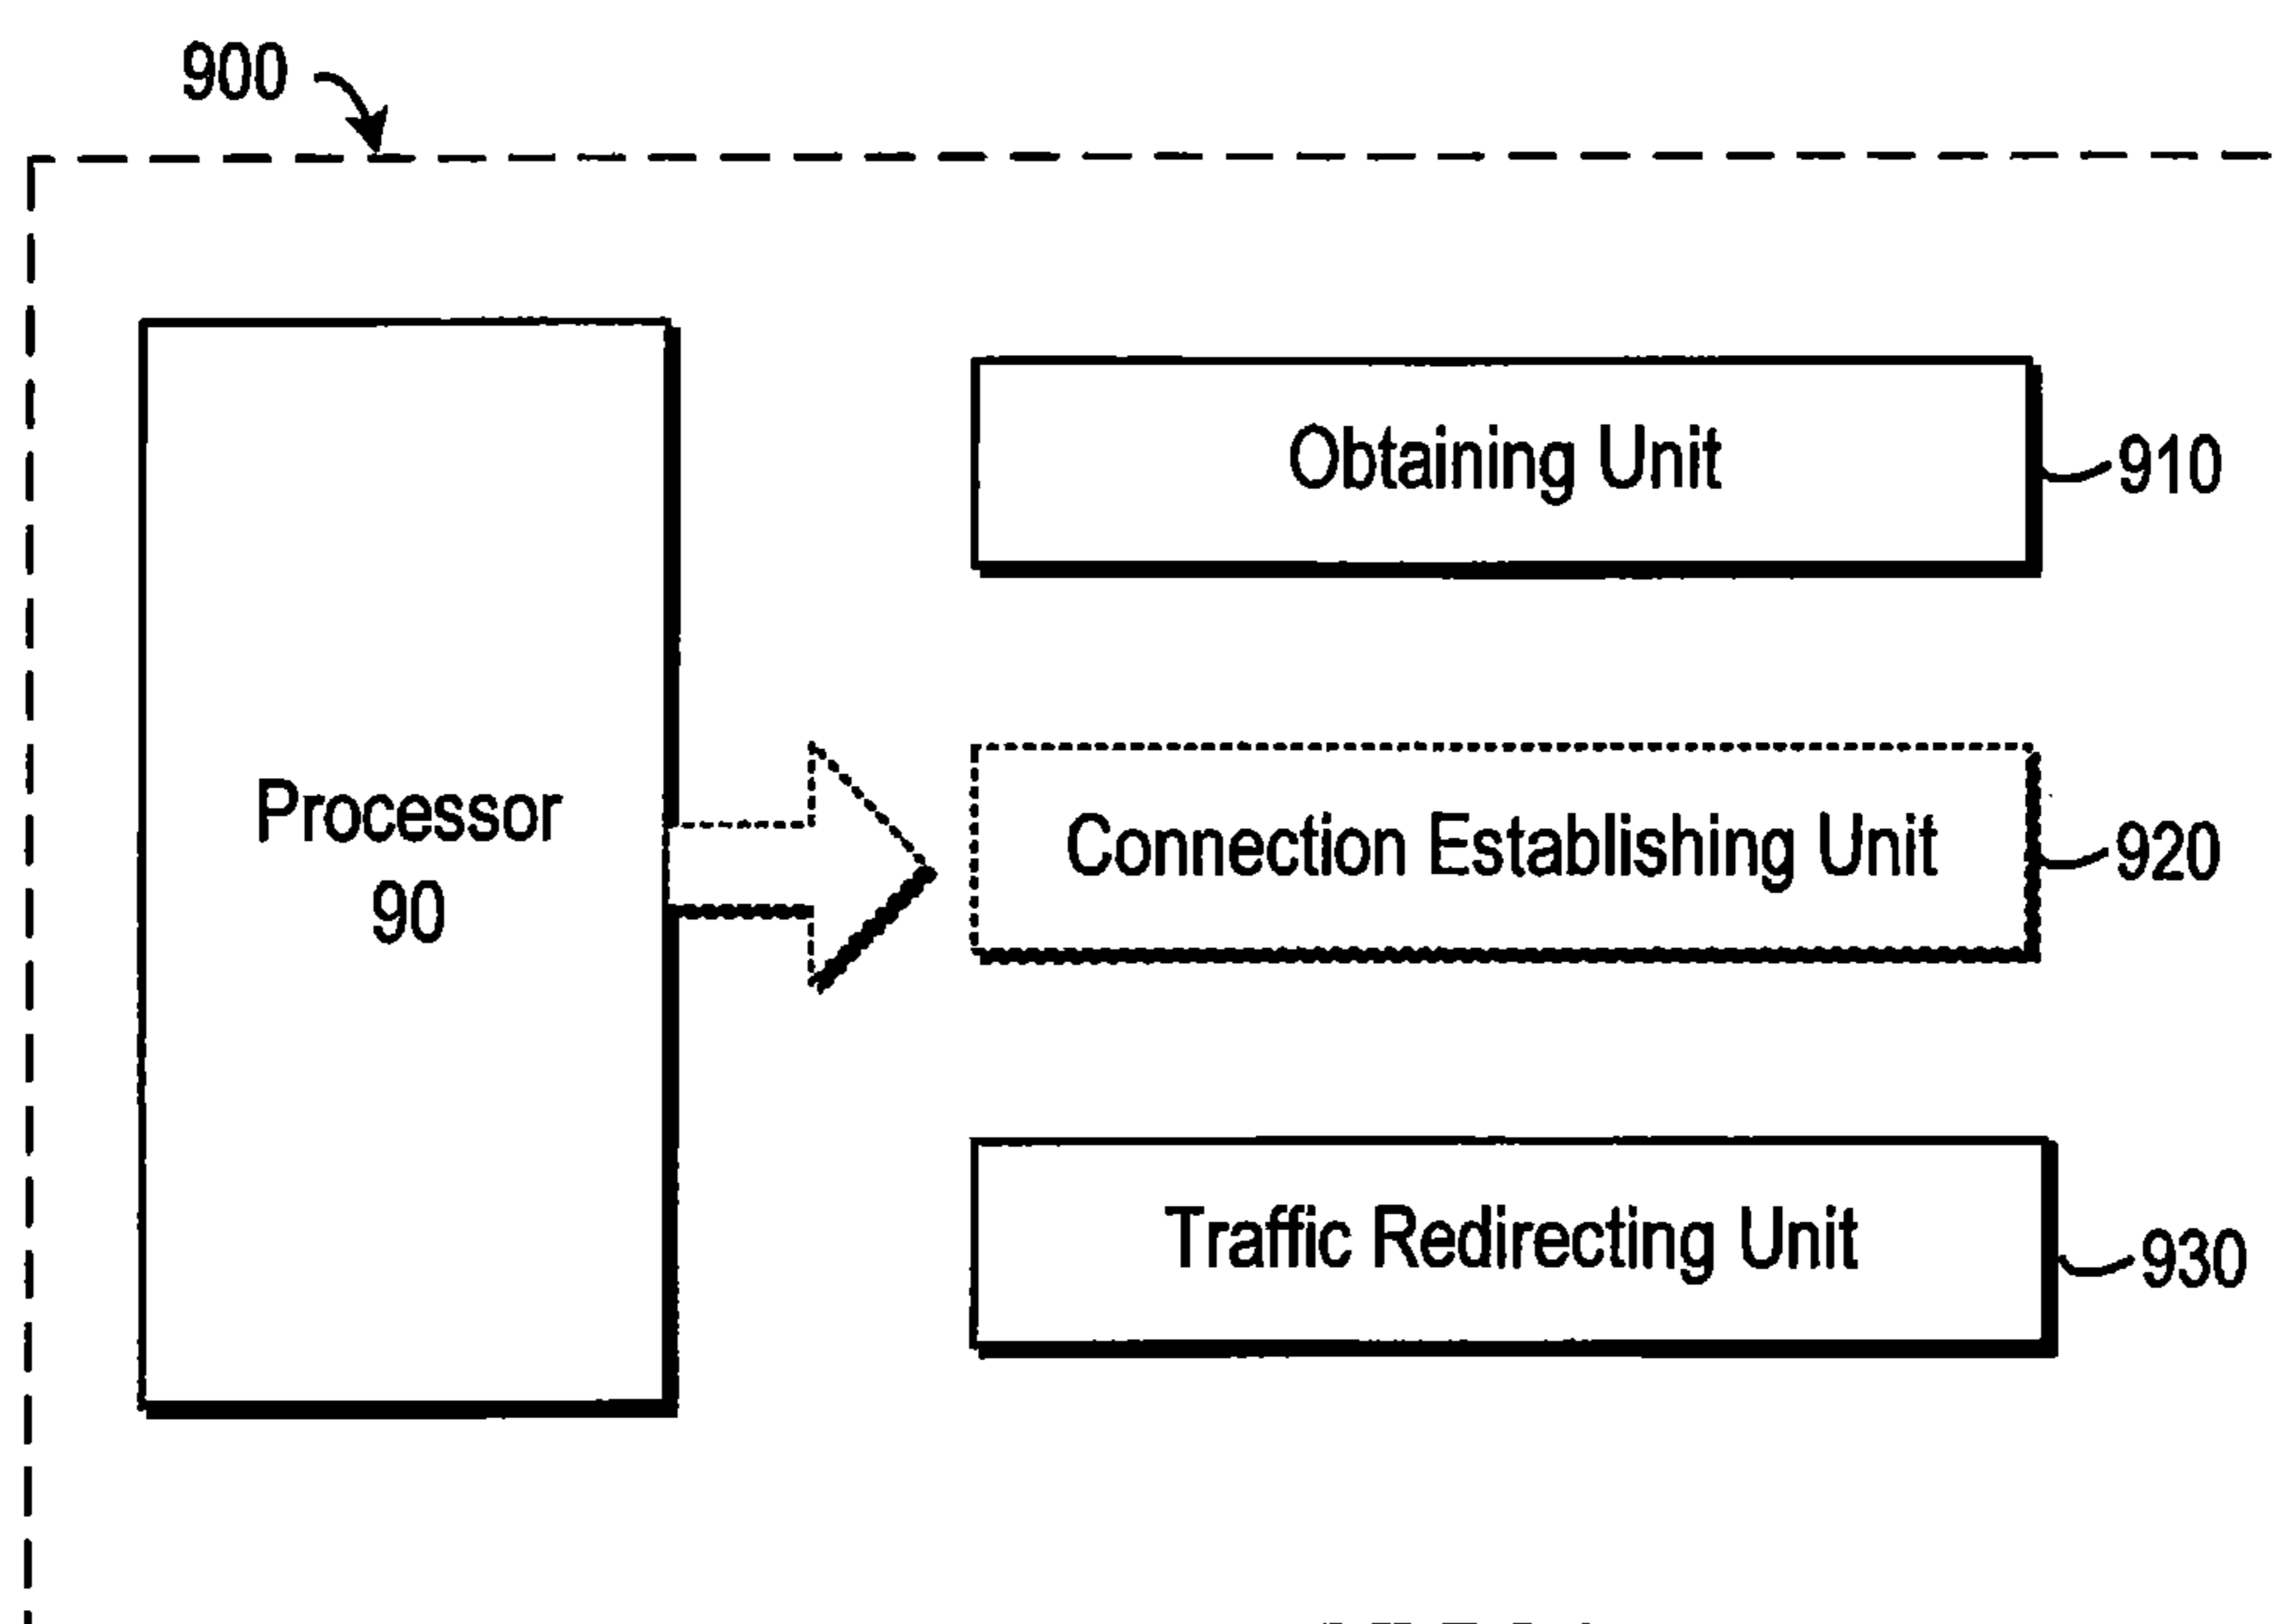 900
Obtaining Unit
910
Processor
90
Connection Establishing Unit
920
Traffic Redirecting Unit
930